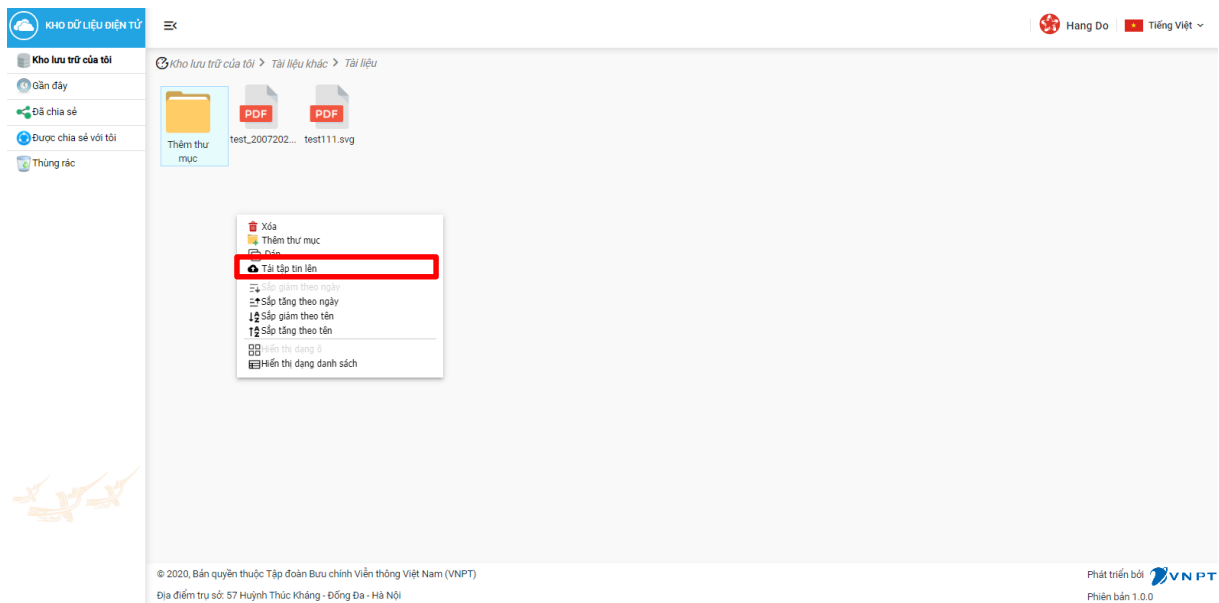 KHO DỮ LIỆU ĐIỆN TỬ
Hang Do
Tiếng Việt
Kho lưu trữ của tôi
Gần đây
Đã chia sẻ
Được chia sẻ với tôi
Thùng rác
Kho lưu trữ của tôi > Tài liệu khác > Tài liệu
Thêm thư
mục
PDF
test_2007202...
PDF
test111.svg
Xóa
Thêm thư mục
Dán
Tải tập tin lên
Sắp giảm theo ngày
Sắp tăng theo ngày
Sắp giảm theo tên
Sắp tăng theo tên
Hiển thị dạng ô
Hiển thị dạng danh sách
© 2020, Bản quyền thuộc Tập đoàn Bưu chính Viễn thông Việt Nam (VNPT)
Địa điểm trụ sở: 57 Huỳnh Thúc Kháng - Đống Đa - Hà Nội
Phát triển bởi VNPT
Phiên bản 1.0.0